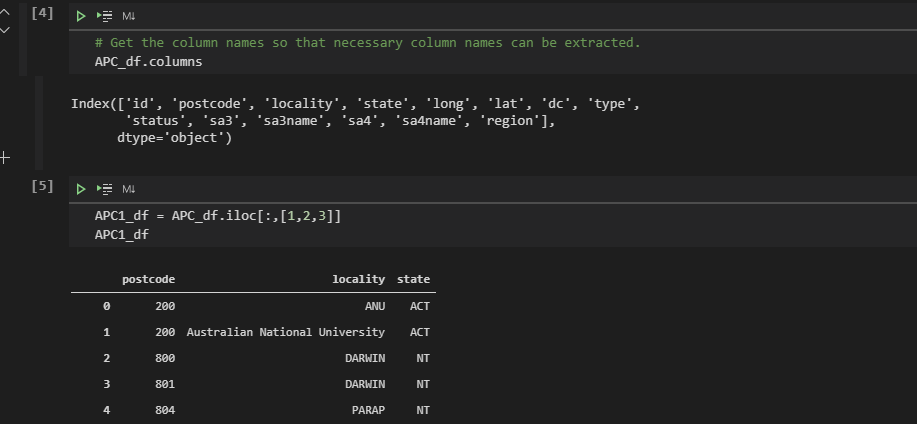 [4]
M↓
# Get the column names so that necessary column names can be extracted.
APC_df.columns
Index(['id', 'postcode', 'locality', 'state', 'long', 'lat', 'dc', 'type',
'status', 'sa3', 'sa3name', 'sa4', 'sa4name', 'region'],
dtype='object')
[5]
M↓
APC1_df = APC_df.iloc[:,[1,2,3]]
APC1_df
postcode locality state
0 200 ANU ACT
1 200 Australian National University ACT
2 800 DARWIN NT
3 801 DARWIN NT
4 804 PARAP NT